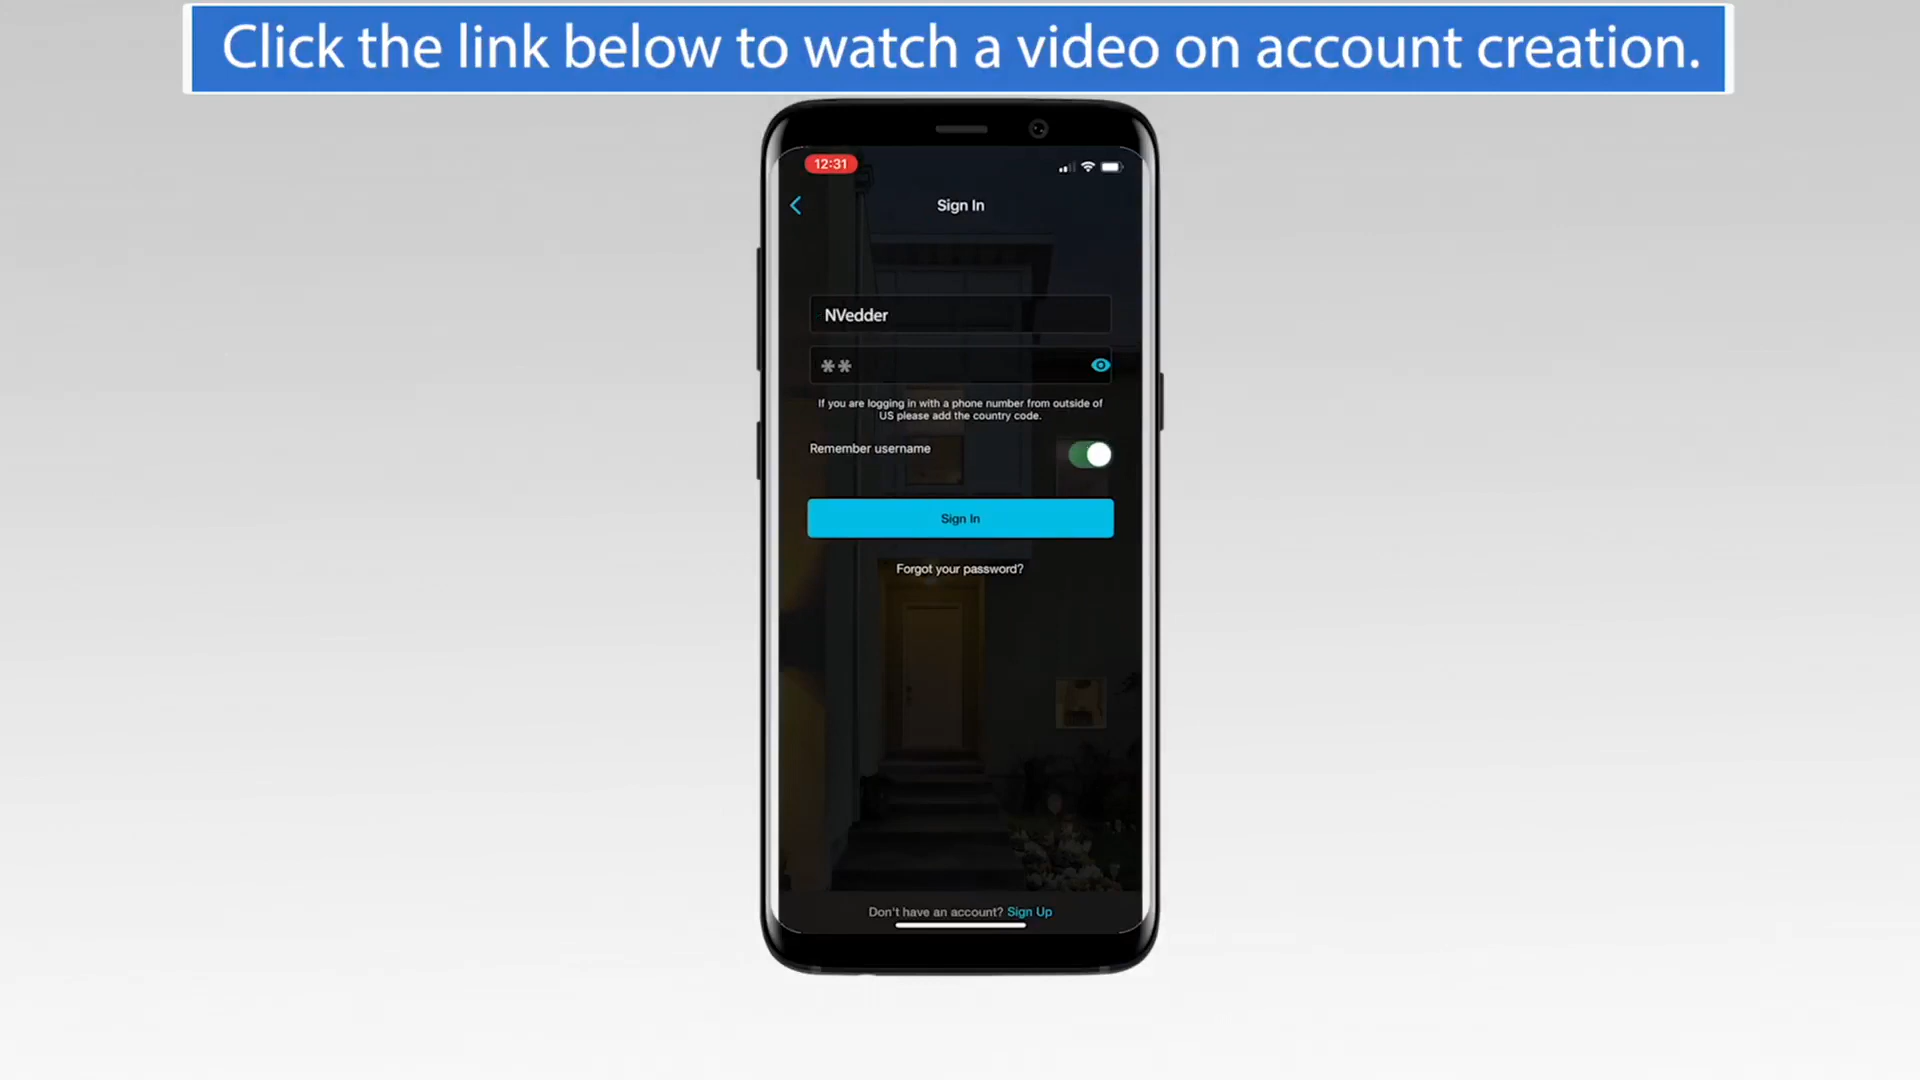 Click the link below to watch a video on account creation.
12:31
Sign In
NVedder
**
If you are logging in with a phone number from outside of
US please add the country code.
Remember username
Sign In
Forgot your password?
Don't have an account? Sign Up